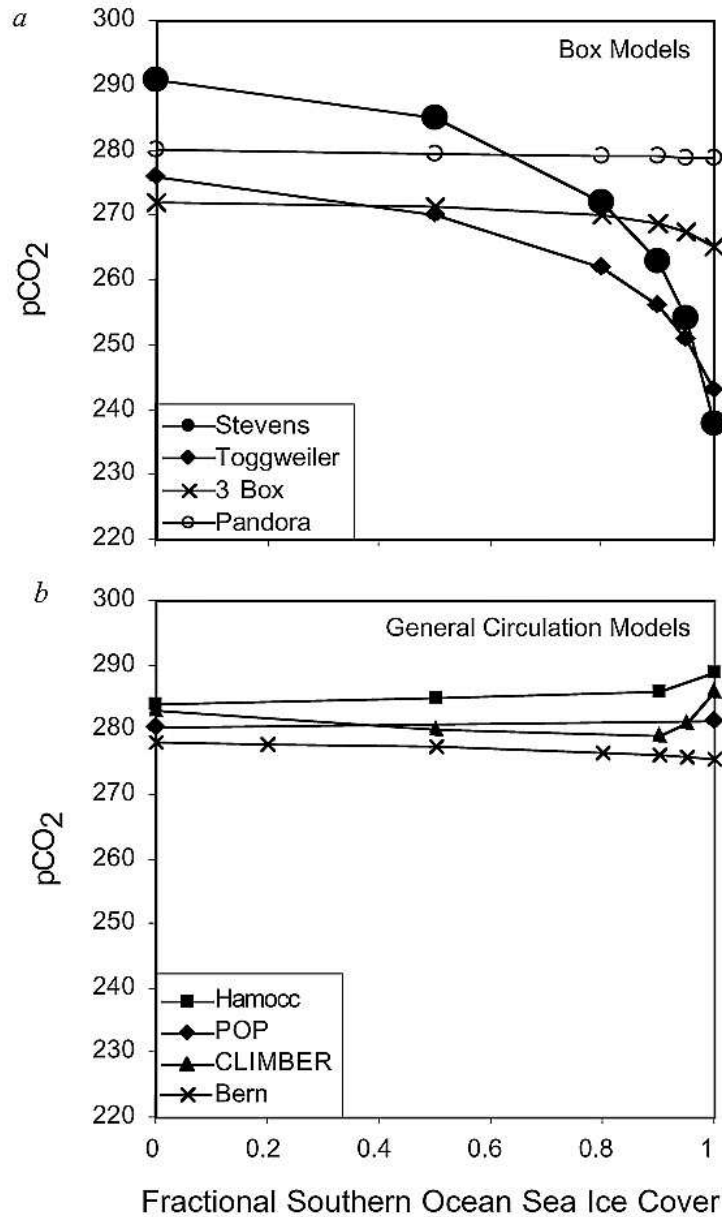 a
300
290
280
270
260
250
240
230
220
pCO2
Box Models
Stevens
Toggweiler
3 Box
Pandora
b
300
290
280
270
260
250
240
230
220
pCO2
General Circulation Models
Hamocc
POP
CLIMBER
Bern
0 0.2 0.4 0.6 0.8 1
Fractional Southern Ocean Sea Ice Cover